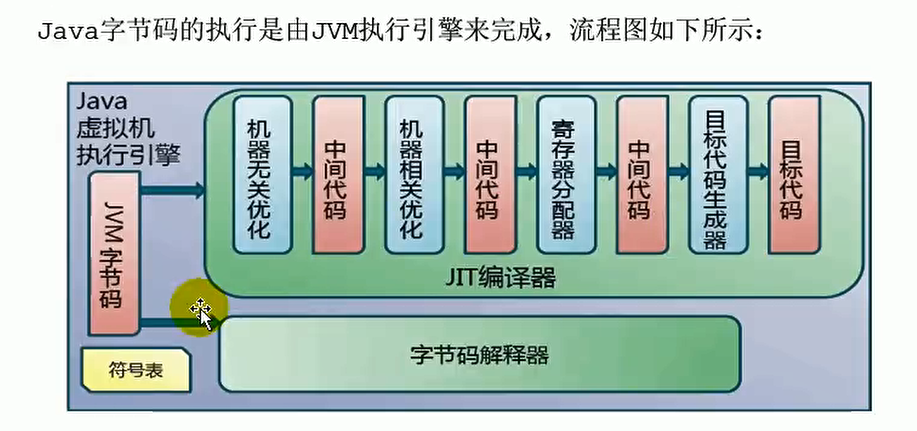 Java字节码的执行是由JVM执行引擎来完成，流程图如下所示：
Java
虚拟机
执行引擎
JVM字节码
机器无关优化
中间代码
机器相关优化
中间代码
寄存器分配器
中间代码
目标代码生成器
目标代码
JIT编译器
字节码解释器
符号表